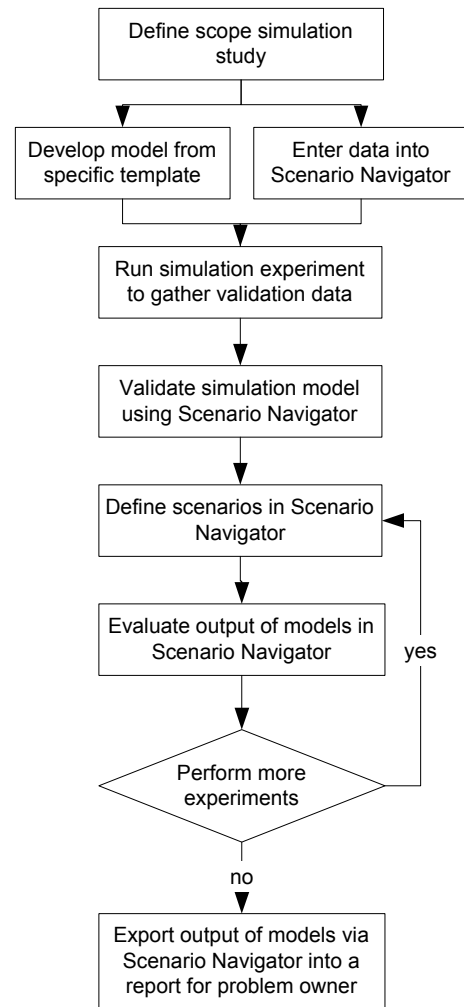 Define scope simulation
study
Develop model from
specific template
Enter data into
Scenario Navigator
Run simulation experiment
to gather validation data
Validate simulation model
using Scenario Navigator
Define scenarios in Scenario
Navigator
Evaluate output of models in
Scenario Navigator
yes
Perform more
experiments
no
Export output of models via
Scenario Navigator into a
report for problem owner